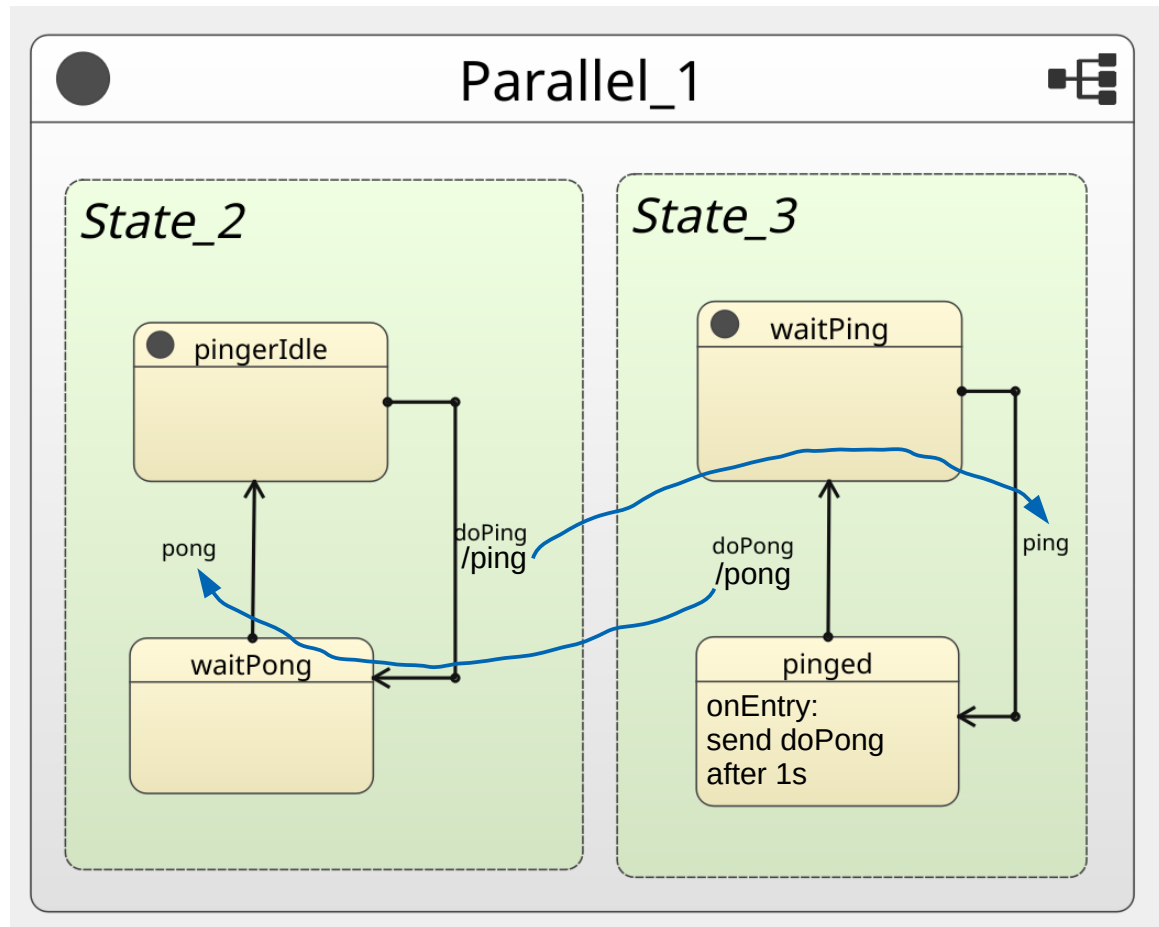 Parallel_1
State_2
State_3
pingerIdle
waitPing
doPing
/ping
pong
doPong
/pong
ping
waitPong
pinged
onEntry:
send doPong
after 1s